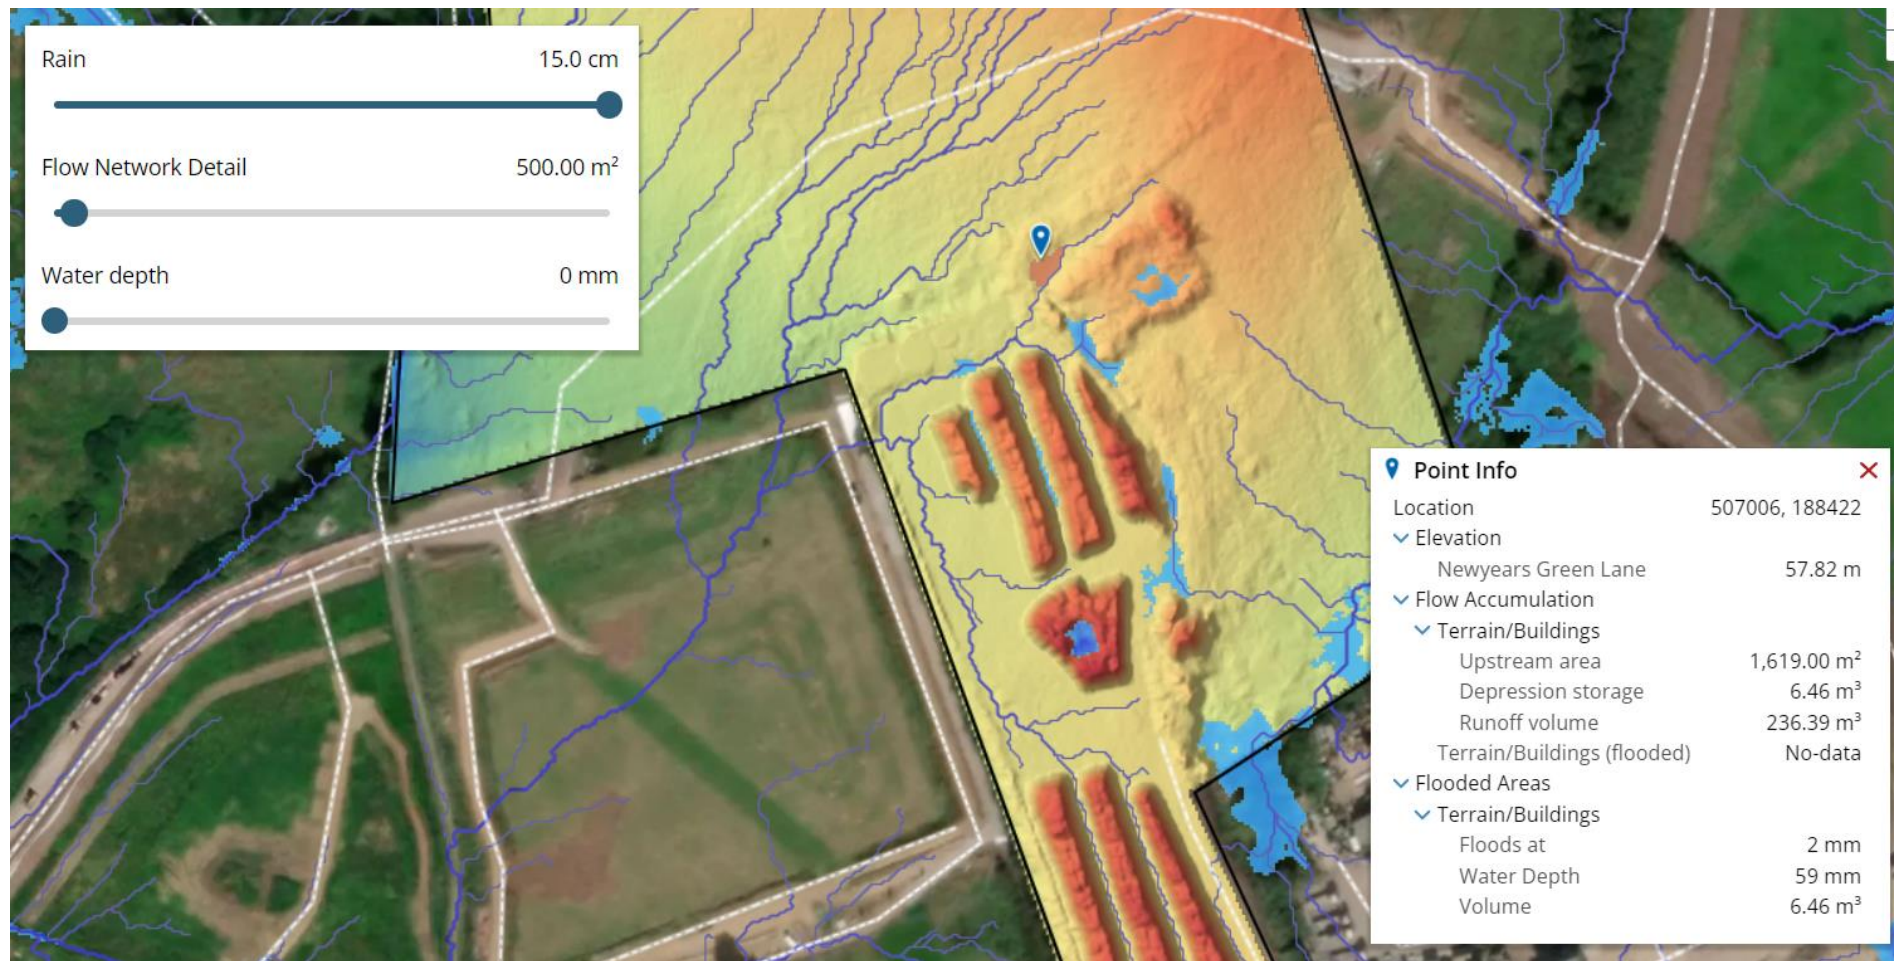 Rain 15.0 cm
Flow Network Detail 500.00 m²
Water depth 0 mm
Point Info
Location 507006, 188422
Elevation
Newyears Green Lane 57.82 m
Flow Accumulation
Terrain/Buildings
Upstream area 1,619.00 m²
Depression storage 6.46 m³
Runoff volume 236.39 m³
Terrain/Buildings (flooded) No-data
Flooded Areas
Terrain/Buildings
Floods at 2 mm
Water Depth 59 mm
Volume 6.46 m³